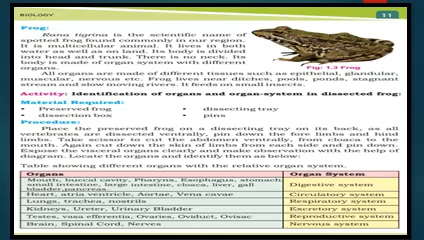 BIOLOGY
11
Frog:
Rana tigrina is the scientific name of
spotted frog found commonly in our region.
It is multicellular animal. It lives in both
water as well as on land. Its body is divided
into head and trunk. There is no neck. Its
body is made of organ system with different
organs.
Fig: 1.3 Frog
All organs are made of different tissues such as epithelial, glandular,
muscular, nervous etc. Frog lives near ditches, pools, ponds, stagnant
stream and slow moving rivers. It feeds on small insects.
Activity: Identification of organs and organ-system in dissected frog:
Material Required:
• Preserved frog
• dissecting tray
• dissection box
• pins
Procedure:
Place the preserved frog on a dissecting tray on its back, as all
vertebrates are dissected ventrally, pin down the fore limbs and hind
limbs. Take scissor to cut the abdomen ventrally, from cloaca to the
mouth. Again cut down the skin of limbs from each side and pin down.
Expose the visceral organs clearly and make observation with the help of
diagram. Locate the organs and identify them as below:
Table showing different organs with the relative organ system.
Organs Organ System
Mouth, buccal cavity, Pharynx, Esophagus, stomach,
small intestine, large intestine, cloaca, liver, gall
bladder,pancreas. Digestive system
Heart, atria ventricle, Aortae, Vena cavae Circulatory system
Lungs, trachea, nostrils Respiratory system
Kidneys, Ureter, Urinary Bladder Excretory system
Testes, vasa efferentia, Ovaries, Oviduct, Ovisac Reproductive system
Brain, Spinal Cord, Nerves Nervous system